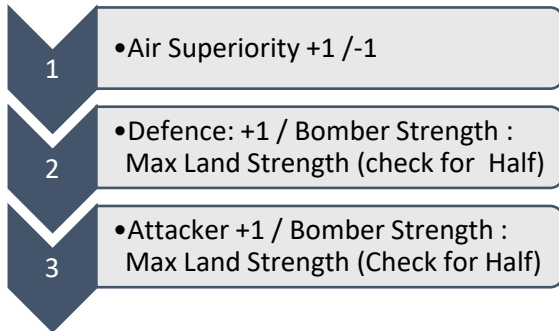 1
•Air Superiority +1 /-1
2
•Defence: +1 / Bomber Strength :
Max Land Strength (check for Half)
3
•Attacker +1 / Bomber Strength :
Max Land Strength (Check for Half)